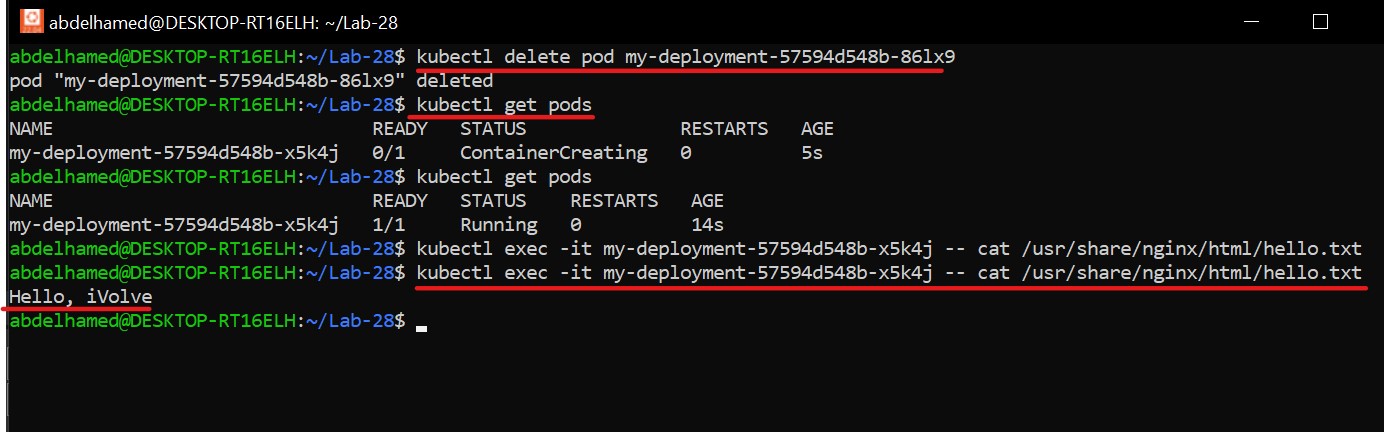 abdelhamed@DESKTOP-RT16ELH: ~/Lab-28
abdelhamed@DESKTOP-RT16ELH:~/Lab-28$ kubectl delete pod my-deployment-57594d548b-86lx9
pod "my-deployment-57594d548b-86lx9" deleted
abdelhamed@DESKTOP-RT16ELH:~/Lab-28$ kubectl get pods
NAME                             READY   STATUS              RESTARTS   AGE
my-deployment-57594d548b-x5k4j   0/1     ContainerCreating   0          5s
abdelhamed@DESKTOP-RT16ELH:~/Lab-28$ kubectl get pods
NAME                             READY   STATUS    RESTARTS   AGE
my-deployment-57594d548b-x5k4j   1/1     Running   0          14s
abdelhamed@DESKTOP-RT16ELH:~/Lab-28$ kubectl exec -it my-deployment-57594d548b-x5k4j -- cat /usr/share/nginx/html/hello.txt
abdelhamed@DESKTOP-RT16ELH:~/Lab-28$ kubectl exec -it my-deployment-57594d548b-x5k4j -- cat /usr/share/nginx/html/hello.txt
Hello, iVolve
abdelhamed@DESKTOP-RT16ELH:~/Lab-28$